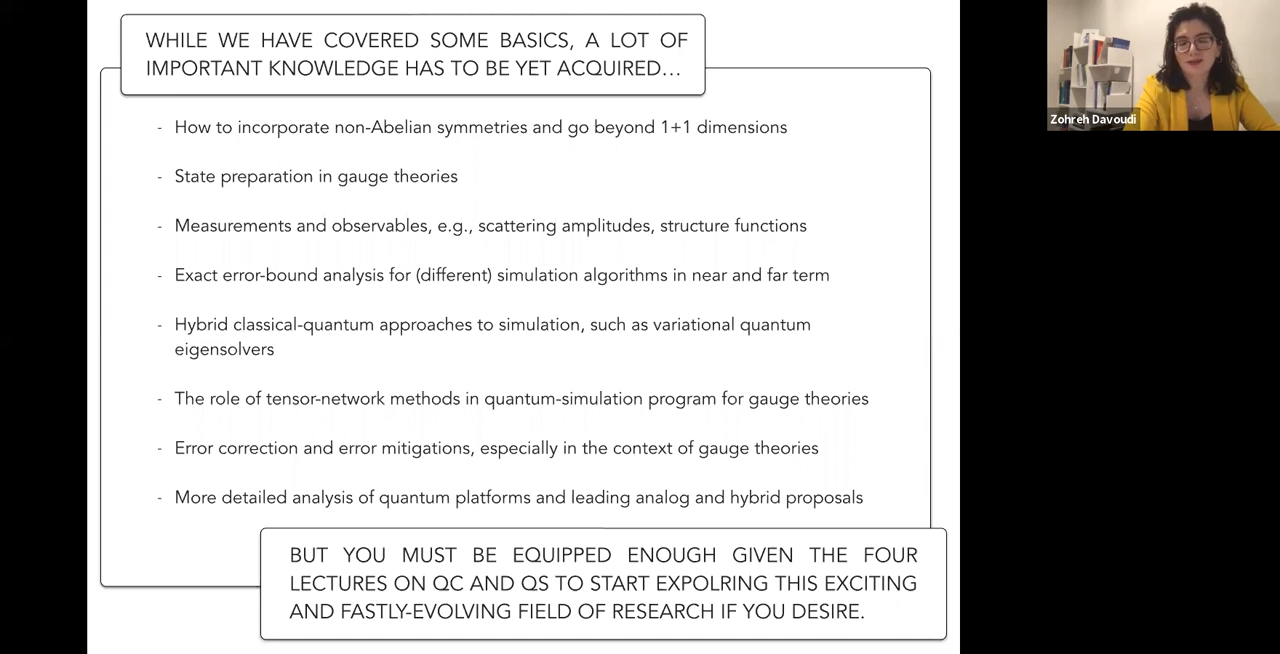 WHILE WE HAVE COVERED SOME BASICS, A LOT OF
IMPORTANT KNOWLEDGE HAS TO BE YET ACQUIRED...
- How to incorporate non-Abelian symmetries and go beyond 1+1 dimensions
- State preparation in gauge theories
- Measurements and observables, e.g., scattering amplitudes, structure functions
- Exact error-bound analysis for (different) simulation algorithms in near and far term
- Hybrid classical-quantum approaches to simulation, such as variational quantum
eigensolvers
- The role of tensor-network methods in quantum-simulation program for gauge theories
- Error correction and error mitigations, especially in the context of gauge theories
- More detailed analysis of quantum platforms and leading analog and hybrid proposals
BUT YOU MUST BE EQUIPPED ENOUGH GIVEN THE FOUR
LECTURES ON QC AND QS TO START EXPOLRING THIS EXCITING
AND FASTLY-EVOLVING FIELD OF RESEARCH IF YOU DESIRE.
Zohreh Davoudi